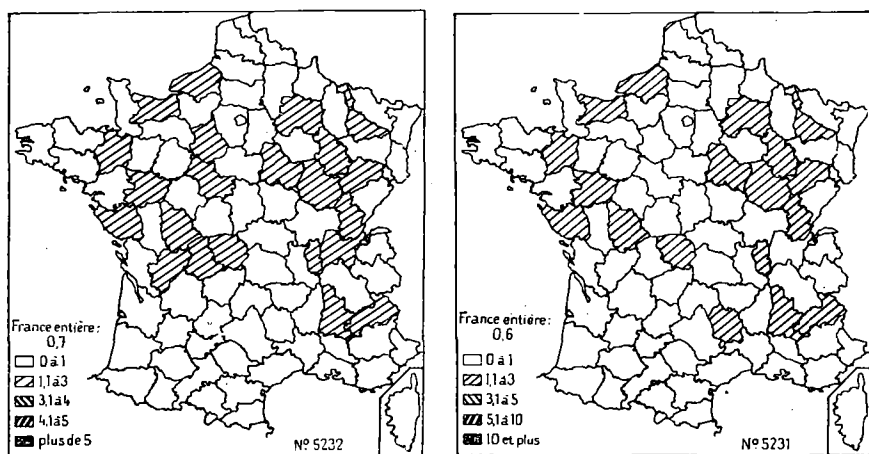 France entière :
0,7
0 à 1
1,1 à 3
3,1 à 4
4,1 à 5
plus de 5
Nº 5232
France entière :
0,6
0 à 1
1,1 à 3
3,1 à 5
5,1 à 10
10 et plus
Nº 5231